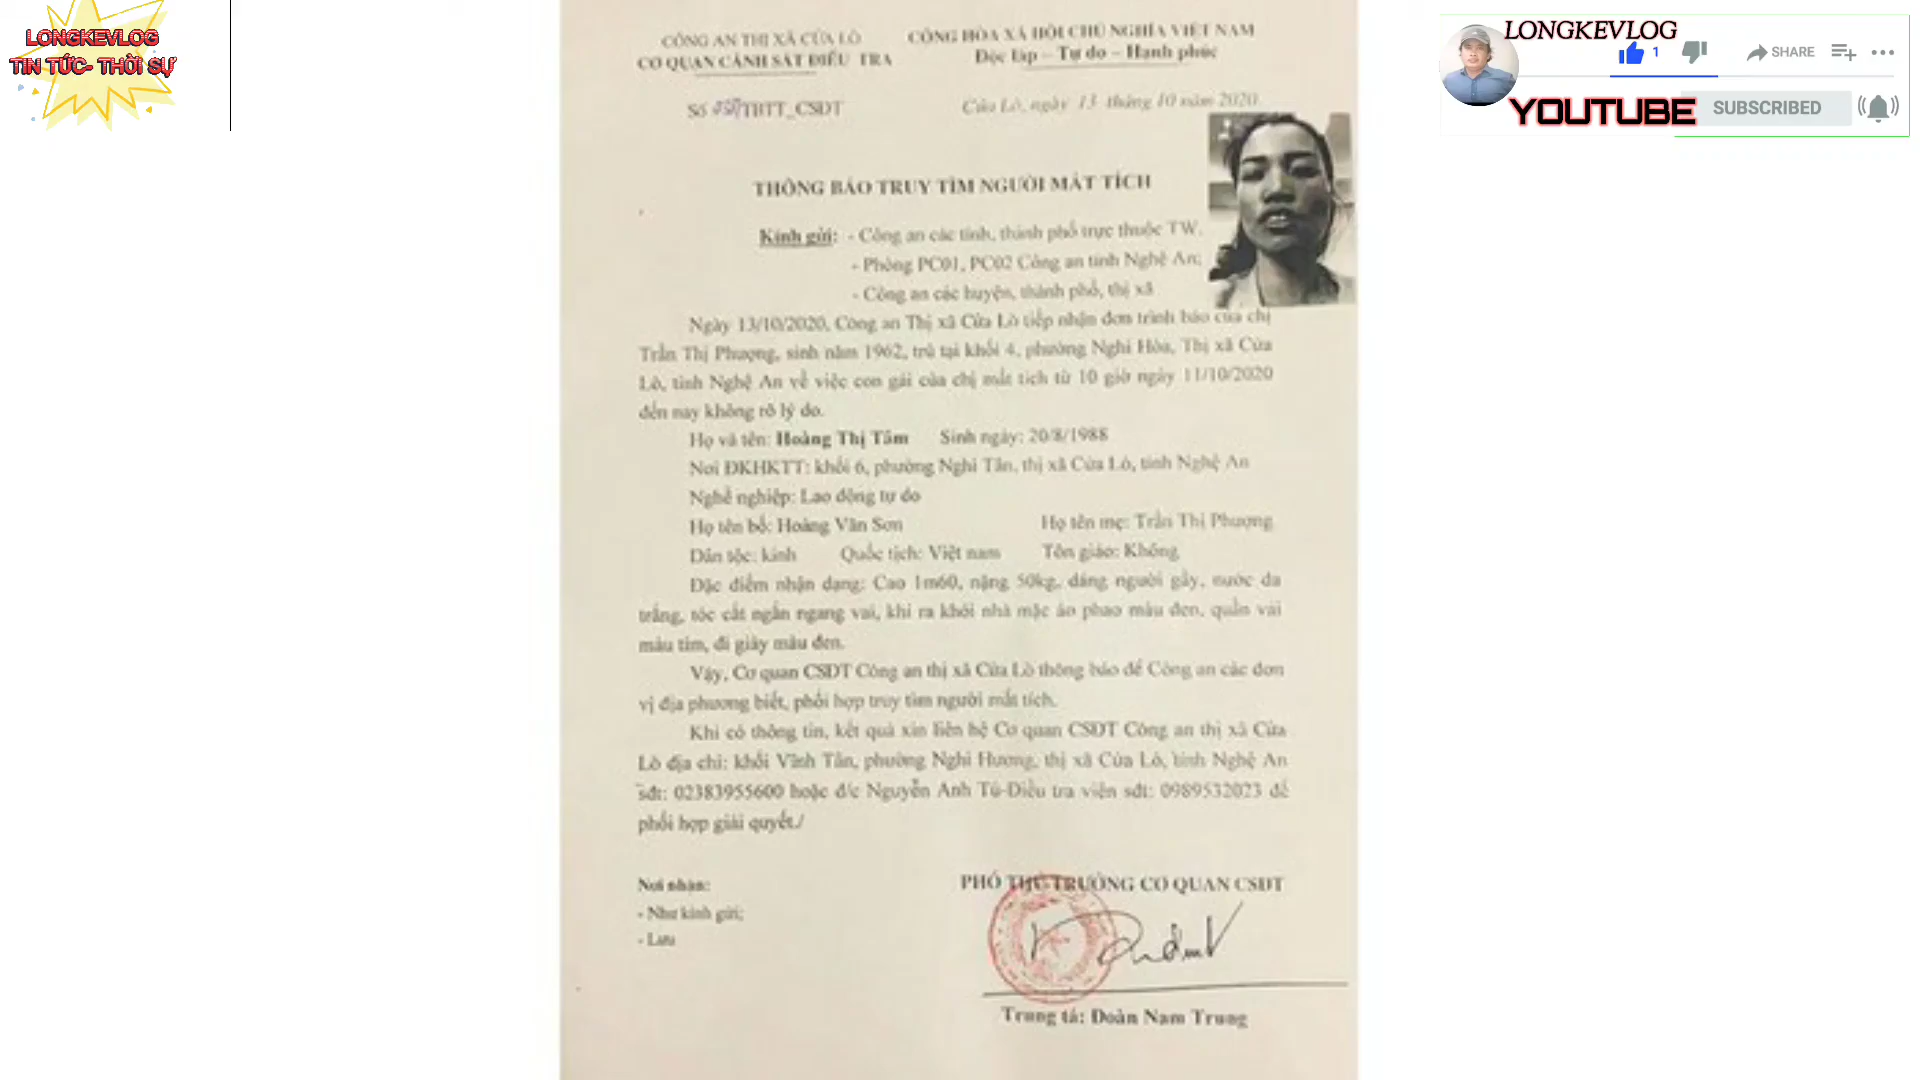 LONGKEVLOG
TIN TỨC- THỜI SỰ
LONGKEVLOG
1
SHARE
YOUTUBE
SUBSCRIBED
CÔNG AN THỊ XÃ CỬA LÒ
CƠ QUAN CẢNH SÁT ĐIỀU TRA
CỘNG HÒA XÃ HỘI CHỦ NGHĨA VIỆT NAM
Độc lập – Tự do – Hạnh phúc
Số /THTT_CSĐT
Cửa Lò, ngày 13 tháng 10 năm 2020
THÔNG BÁO TRUY TÌM NGƯỜI MẤT TÍCH
Kính gửi: - Công an các tỉnh, thành phố trực thuộc TW.
- Phòng PC01, PC02 Công an tỉnh Nghệ An;
- Công an các huyện, thành phố, thị xã
Ngày 13/10/2020, Công an Thị xã Cửa Lò tiếp nhận đơn trình báo của chị
Trần Thị Phượng, sinh năm 1962, trú tại khối 4, phường Nghi Hòa, Thị xã Cửa
Lò, tỉnh Nghệ An về việc con gái của chị mất tích từ 10 giờ ngày 11/10/2020
đến nay không rõ lý do.
Họ và tên: Hoàng Thị Tâm Sinh ngày: 20/8/1988
Nơi ĐKHKTT: khối 6, phường Nghi Tân, thị xã Cửa Lò, tỉnh Nghệ An
Nghề nghiệp: Lao động tự do
Họ tên bố: Hoàng Văn Sơn Họ tên mẹ: Trần Thị Phượng
Dân tộc: kinh Quốc tịch: Việt nam Tôn giáo: Không
Đặc điểm nhận dạng: Cao 1m60, nặng 50kg, dáng người gầy, nước da
trắng, tóc cắt ngắn ngang vai, khi ra khỏi nhà mặc áo phao màu đen, quần vải
màu tím, đi giày màu đen.
Vậy, Cơ quan CSĐT Công an thị xã Cửa Lò thông báo để Công an các đơn
vị địa phương biết, phối hợp truy tìm người mất tích.
Khi có thông tin, kết quả xin liên hệ Cơ quan CSĐT Công an thị xã Cửa
Lò địa chỉ: khối Vĩnh Tân, phường Nghi Hương, thị xã Cửa Lò, tỉnh Nghệ An
sđt: 02383955600 hoặc đ/c Nguyễn Anh Tú-Điều tra viên sđt: 0989532023 để
phối hợp giải quyết./
Nơi nhận:
- Như kính gửi;
- Lưu
PHÓ THỦ TRƯỞNG CƠ QUAN CSĐT
Trung tá: Đoàn Nam Trung